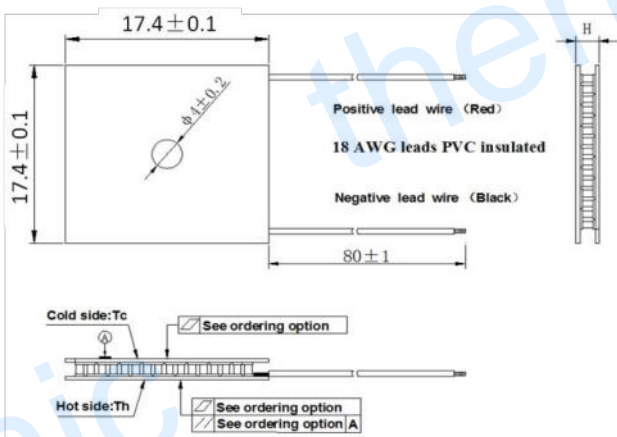 17.4±0.1
H
17.4±0.1
ϕ4±0.2
Positive lead wire (Red)
18 AWG leads PVC insulated
Negative lead wire (Black)
80±1
Cold side:Tc
A
See ordering option
Hot side:Th
See ordering option
See ordering option A
the
nic